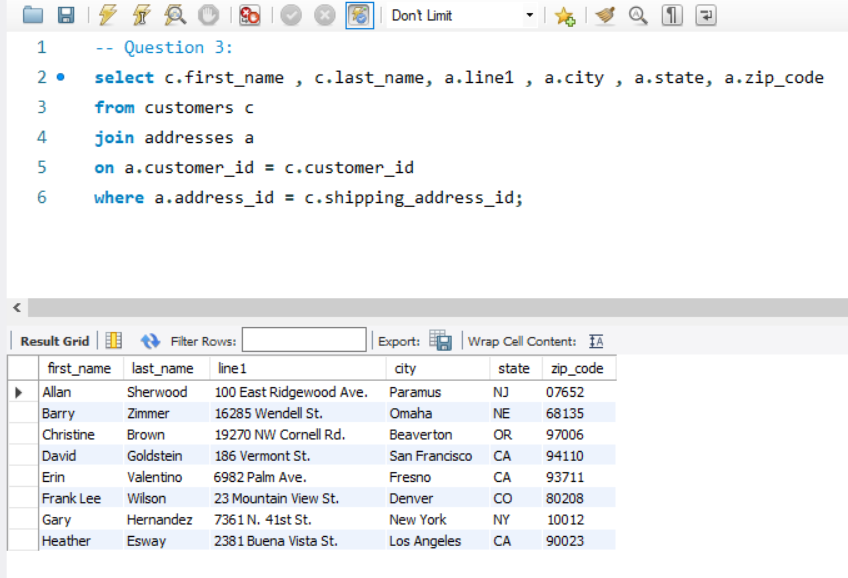 Don't Limit
1 -- Question 3:
2 select c.first_name , c.last_name, a.line1 , a.city , a.state, a.zip_code
3 from customers c
4 join addresses a
5 on a.customer_id = c.customer_id
6 where a.address_id = c.shipping_address_id;
Result Grid Filter Rows: Export: Wrap Cell Content: IA
first_name last_name line1 city state zip_code
Allan Sherwood 100 East Ridgewood Ave. Paramus NJ 07652
Barry Zimmer 16285 Wendell St. Omaha NE 68135
Christine Brown 19270 NW Cornell Rd. Beaverton OR 97006
David Goldstein 186 Vermont St. San Francisco CA 94110
Erin Valentino 6982 Palm Ave. Fresno CA 93711
Frank Lee Wilson 23 Mountain View St. Denver CO 80208
Gary Hernandez 7361 N. 41st St. New York NY 10012
Heather Esway 2381 Buena Vista St. Los Angeles CA 90023